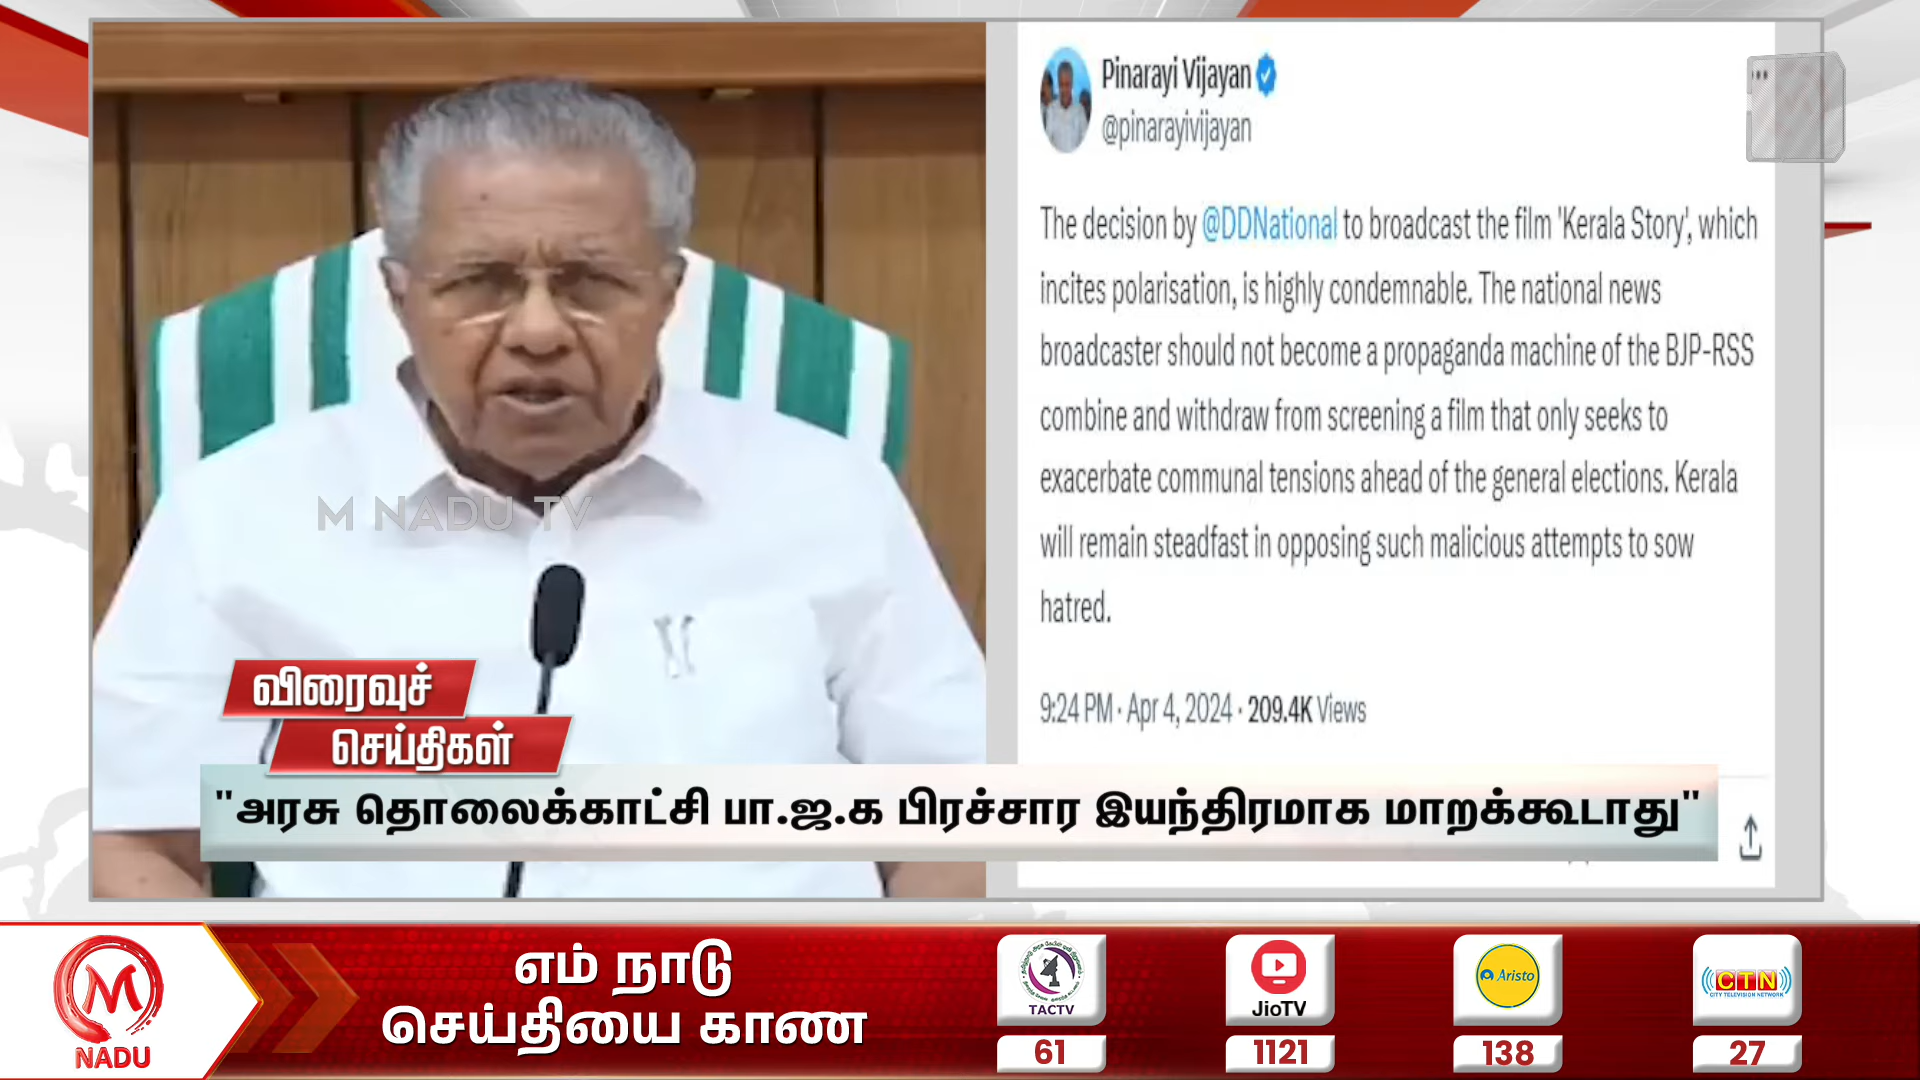 Pinarayi Vijayan
@pinarayivijayan
The decision by @DDNational to broadcast the film 'Kerala Story', which
incites polarisation, is highly condemnable. The national news
broadcaster should not become a propaganda machine of the BJP-RSS
combine and withdraw from screening a film that only seeks to
exacerbate communal tensions ahead of the general elections. Kerala
will remain steadfast in opposing such malicious attempts to sow
hatred.
9:24 PM · Apr 4, 2024 · 209.4K Views
M NADU TV
விரைவுச்
செய்திகள்
"அரசு தொலைக்காட்சி பா.ஜ.க பிரச்சார இயந்திரமாக மாறக்கூடாது"
M
NADU
எம் நாடு
செய்தியை காண
TACTV
61
JioTV
1121
Aristo
138
CTN
CITY TELEVISION NETWORK
27